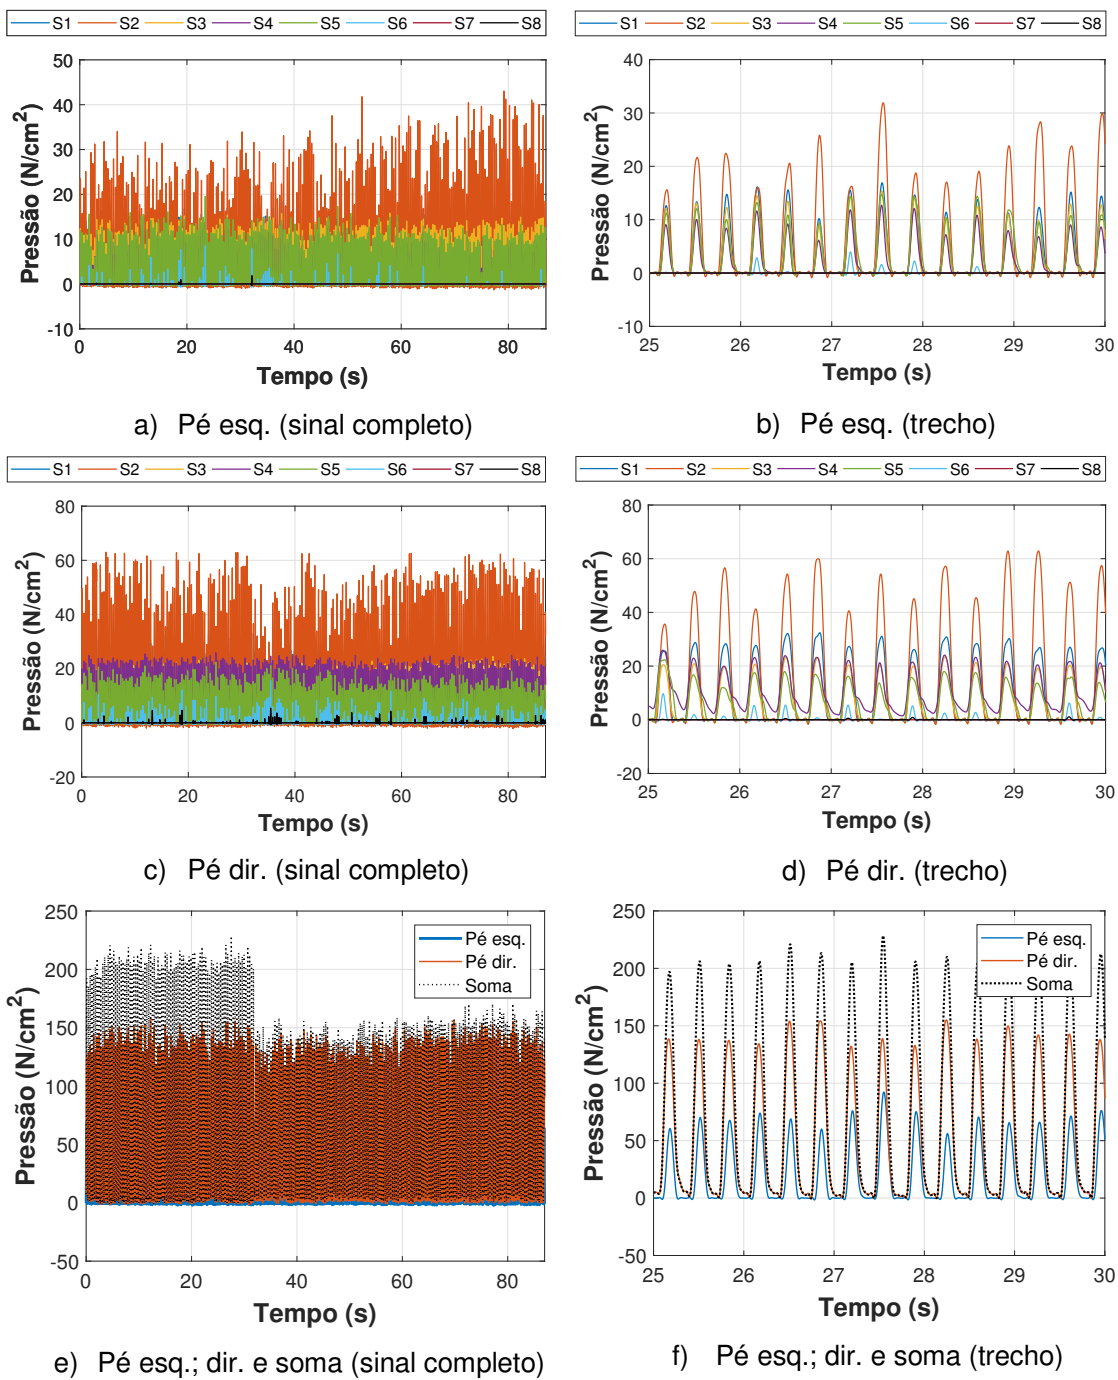 S1 S2 S3 S4 S5 S6 S7 S8
50
40
30
20
10
0
-10
0 20 40 60 80
Pressão (N/cm²)
Tempo (s)
a) Pé esq. (sinal completo)
S1 S2 S3 S4 S5 S6 S7 S8
40
30
20
10
0
-10
25 26 27 28 29 30
Pressão (N/cm²)
Tempo (s)
b) Pé esq. (trecho)
S1 S2 S3 S4 S5 S6 S7 S8
80
60
40
20
0
-20
0 20 40 60 80
Pressão (N/cm²)
Tempo (s)
c) Pé dir. (sinal completo)
S1 S2 S3 S4 S5 S6 S7 S8
80
60
40
20
0
-20
25 26 27 28 29 30
Pressão (N/cm²)
Tempo (s)
d) Pé dir. (trecho)
250
200
150
100
50
0
-50
0 20 40 60 80
Pressão (N/cm²)
Tempo (s)
Pé esq.
Pé dir.
Soma
e) Pé esq.; dir. e soma (sinal completo)
250
200
150
100
50
0
-50
25 26 27 28 29 30
Pressão (N/cm²)
Tempo (s)
Pé esq.
Pé dir.
Soma
f) Pé esq.; dir. e soma (trecho)